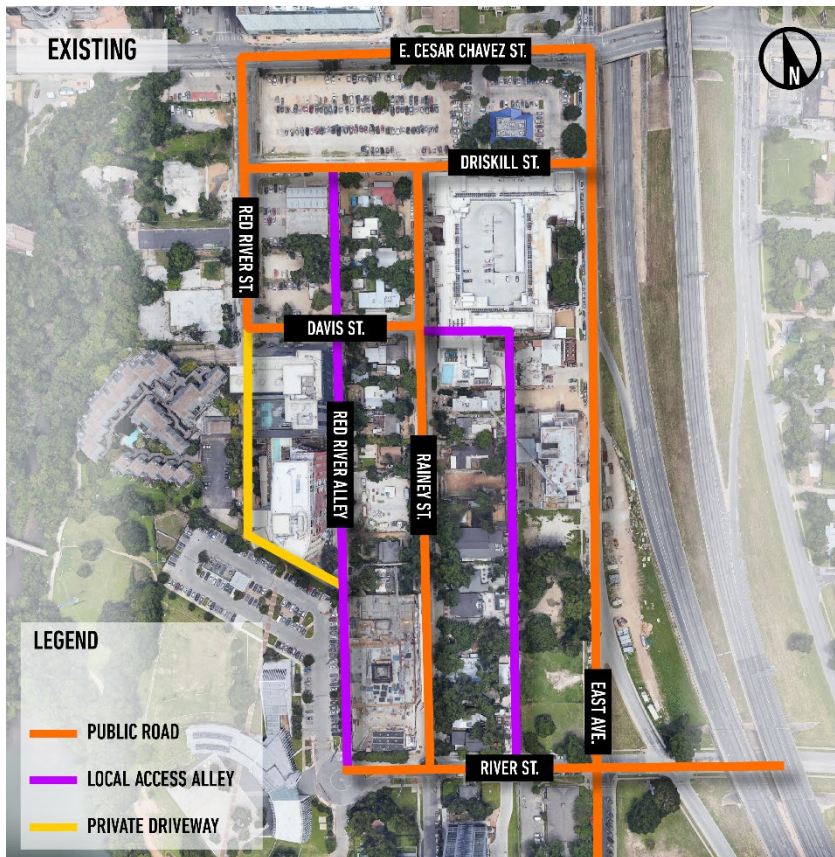 EXISTING
E. CESAR CHAVEZ ST.
N
DRISKILL ST.
RED RIVER ST.
DAVIS ST.
RED RIVER ALLEY
RAINEY ST.
EAST AVE.
RIVER ST.
LEGEND
PUBLIC ROAD
LOCAL ACCESS ALLEY
PRIVATE DRIVEWAY